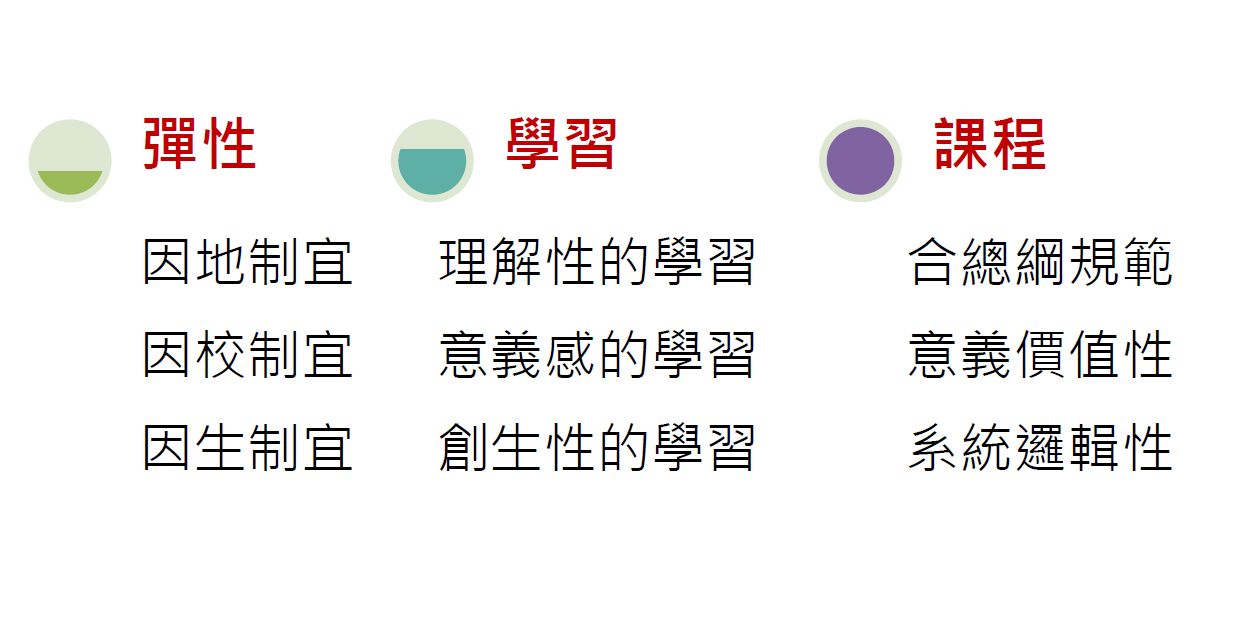 彈性
因地制宜
因校制宜
因生制宜
學習
理解性的學習
意義感的學習
創生性的學習
課程
合總綱規範
意義價值性
系統邏輯性